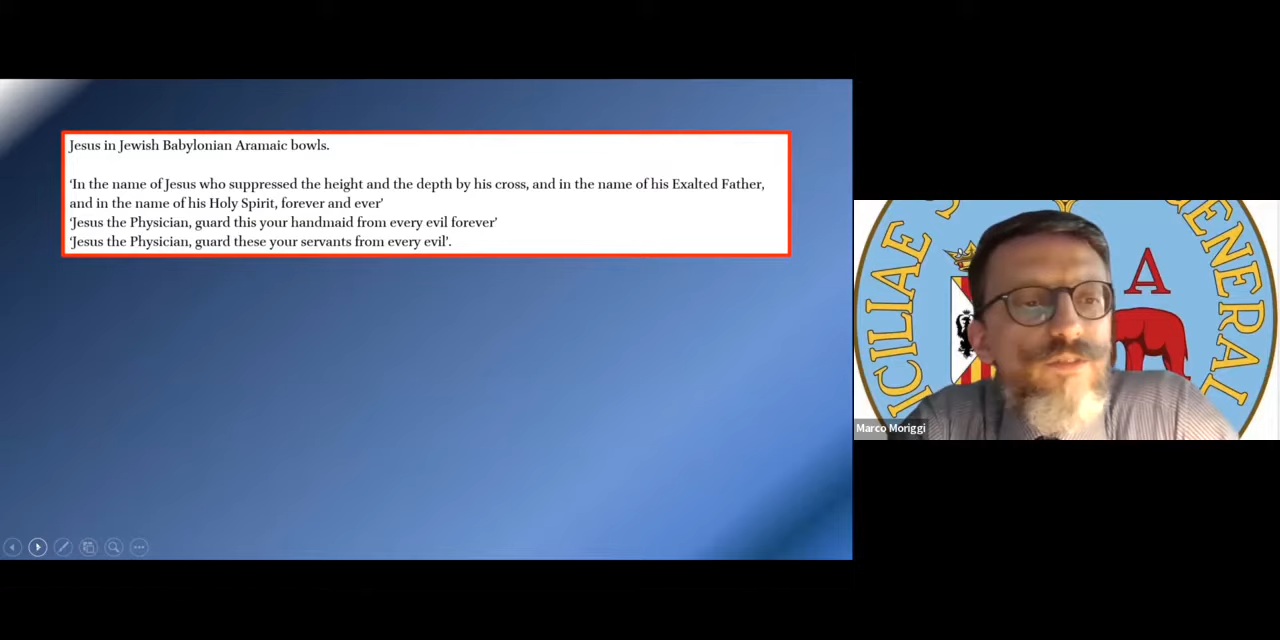 Jesus in Jewish Babylonian Aramaic bowls.
‘In the name of Jesus who suppressed the height and the depth by his cross, and in the name of his Exalted Father,
and in the name of his Holy Spirit, forever and ever’
‘Jesus the Physician, guard this your handmaid from every evil forever’
‘Jesus the Physician, guard these your servants from every evil’.
ICILIAE
GENERAL
A
Marco Moriggi